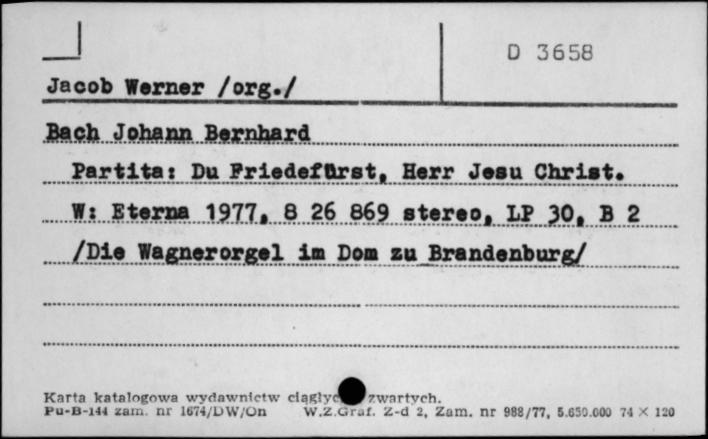 D 3658
Jacob Werner /org./
Bach Johann Bernhard
Partita: Du Friedefürst, Herr Jesu Christ.
W: Eterna 1977, 8 26 869 stereo, LP 30, B 2
/Die Wagnerorgel im Dom zu Brandenburg/
Karta katalogowa wydawnictw zwartych.
Pu-B-144 zam. nr 1674/DW/On W.Z.Graf. Z-d 2, Zam. nr 988/77, 5.650.000 74 × 120